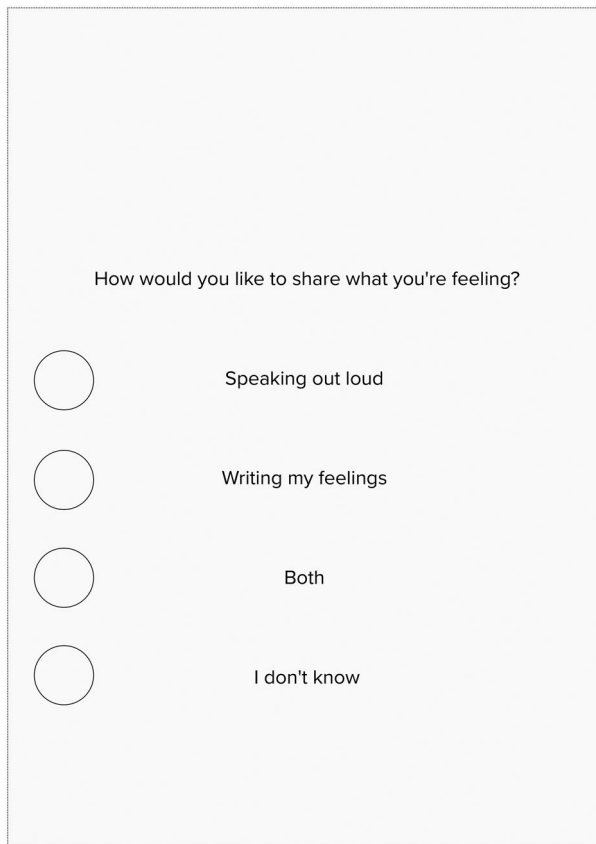 How would you like to share what you're feeling?
Speaking out loud
Writing my feelings
Both
I don't know